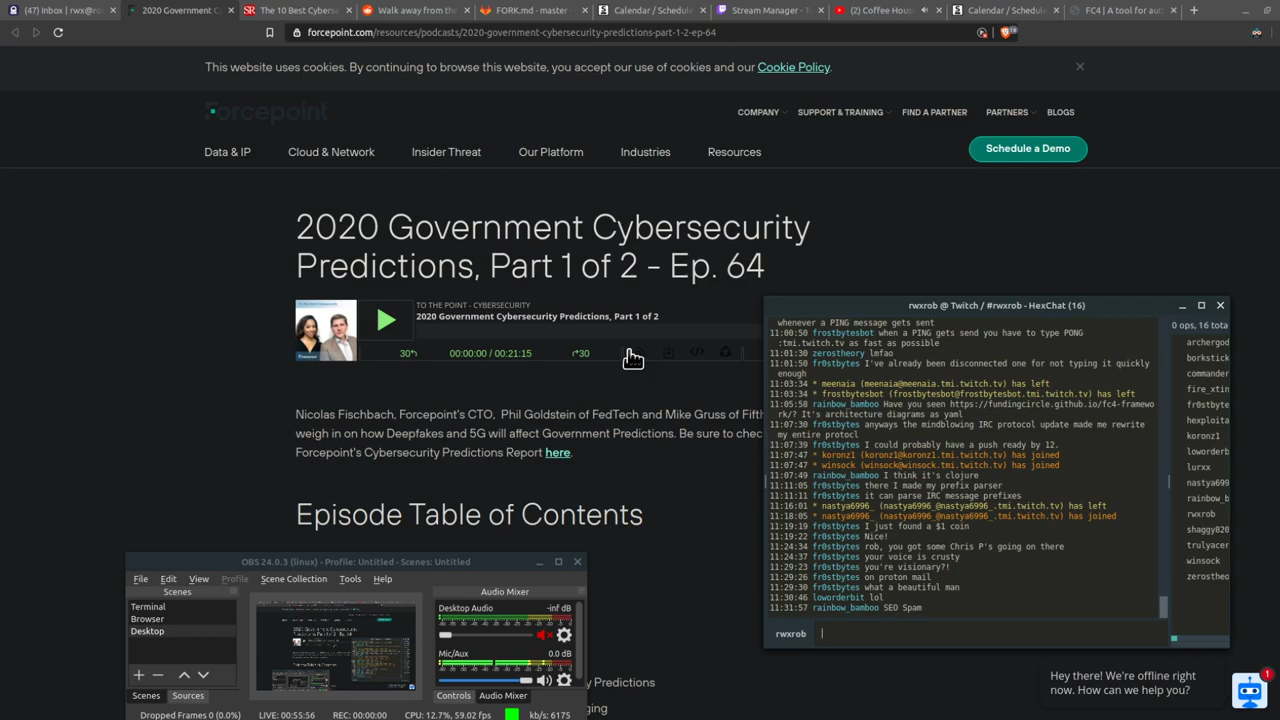 (47) Inbox | rwx@ro
2020 Government C
The 10 Best Cyberse
Walk away from the
FORK.md · master ·
Calendar / Schedule
Stream Manager - T
(2) Coffee Hous
Calendar / Schedule
FC4 | A tool for aut
forcepoint.com/resources/podcasts/2020-government-cybersecurity-predictions-part-1-2-ep-64
18
This website uses cookies. By continuing to browse this website, you accept our use of cookies and our Cookie Policy.
Forcepoint
COMPANY
SUPPORT & TRAINING
FIND A PARTNER
PARTNERS
BLOGS
Data & IP
Cloud & Network
Insider Threat
Our Platform
Industries
Resources
Schedule a Demo
2020 Government Cybersecurity
Predictions, Part 1 of 2 - Ep. 64
TO THE POINT - CYBERSECURITY
2020 Government Cybersecurity Predictions, Part 1 of 2
30
00:00:00 / 00:21:15
30
Nicolas Fischbach, Forcepoint's CTO, Phil Goldstein of FedTech and Mike Gruss of Fifth
weigh in on how Deepfakes and 5G will affect Government Predictions. Be sure to chec
Forcepoint's Cybersecurity Predictions Report here.
Episode Table of Contents
y Predictions
ging
rwxrob @ Twitch / #rwxrob - HexChat (16)
whenever a PING message gets sent
11:00:50 frostbytesbot when a PING gets send you have to type PONG
:tmi.twitch.tv as fast as possible
11:01:30 zerostheory lmfao
11:01:50 fr0stbytes I've already been disconnected one for not typing it quickly
enough
11:03:34 * meenaia (meenaia@meenaia.tmi.twitch.tv) has left
11:03:34 * frostbytesbot (frostbytesbot@frostbytesbot.tmi.twitch.tv) has left
11:05:58 rainbow_bamboo Have you seen https://fundingcircle.github.io/fc4-framewo
rk/? It's architecture diagrams as yaml
11:07:30 fr0stbytes anyways the mindblowing IRC protocol update made me rewrite
my entire protocl
11:07:39 fr0stbytes I could probably have a push ready by 12.
11:07:47 * koronz1 (koronz1@koronz1.tmi.twitch.tv) has joined
11:07:47 * winsock (winsock@winsock.tmi.twitch.tv) has joined
11:07:49 rainbow_bamboo I think it's clojure
11:11:05 fr0stbytes there I made my prefix parser
11:11:11 fr0stbytes it can parse IRC message prefixes
11:16:01 * nastya6996_ (nastya6996_@nastya6996_.tmi.twitch.tv) has left
11:18:05 * nastya6996_ (nastya6996_@nastya6996_.tmi.twitch.tv) has joined
11:19:19 fr0stbytes I just found a $1 coin
11:19:22 fr0stbytes Nice!
11:24:34 fr0stbytes rob, you got some Chris P's going on there
11:24:37 fr0stbytes your voice is crusty
11:29:23 fr0stbytes you're visionary?!
11:29:26 fr0stbytes on proton mail
11:29:30 fr0stbytes what a beautiful man
11:30:46 loworderbit lol
11:31:57 rainbow_bamboo SEO Spam
rwxrob
0 ops, 16 tota
archergod
borkstick
commander
fire_xtin
fr0stbyte
hexploita
koronz1
loworderb
lurxx
nastya699
rainbow_b
rwxrob
shaggy820
trulyacer
winsock
zerostheo
OBS 24.0.3 (linux) - Profile: Untitled - Scenes: Untitled
File
Edit
View
Profile
Scene Collection
Tools
Help
Scenes
Terminal
Browser
Desktop
Scenes
Sources
Audio Mixer
Desktop Audio
-inf dB
Mic/Aux
0.0 dB
Controls
Audio Mixer
Dropped Frames 0 (0.0%)
LIVE: 00:55:56
REC: 00:00:00
CPU: 12.7%, 59.02 fps
kb/s: 6175
Hey there! We're offline right
now. How can we help you?
1